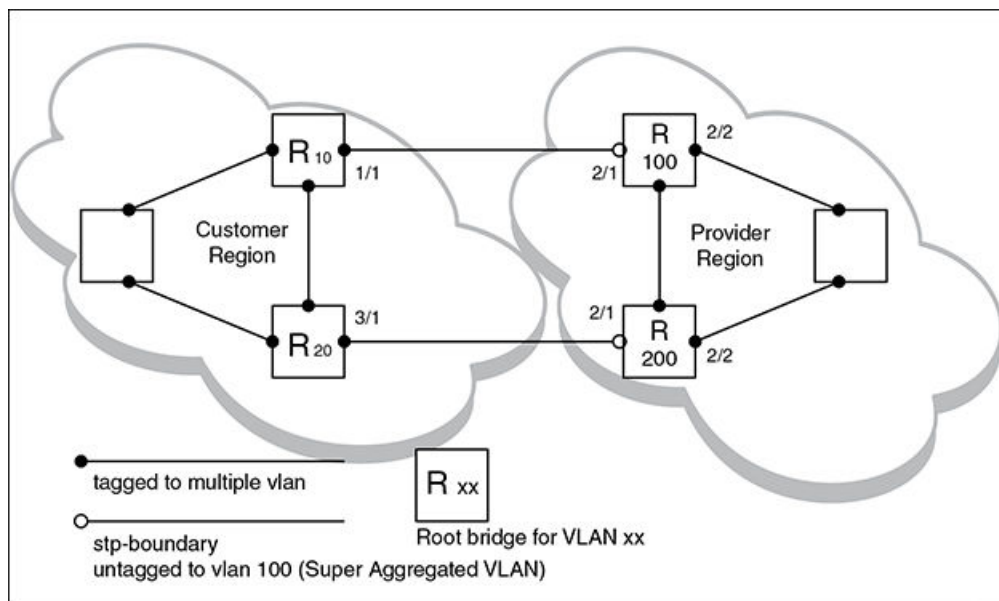 R 10
1/1
R
100
2/2
2/1
Customer
Region
Provider
Region
R 20
3/1
2/1
R
200
2/2
tagged to multiple vlan
R xx
Root bridge for VLAN xx
stp-boundary
untagged to vlan 100 (Super Aggregated VLAN)